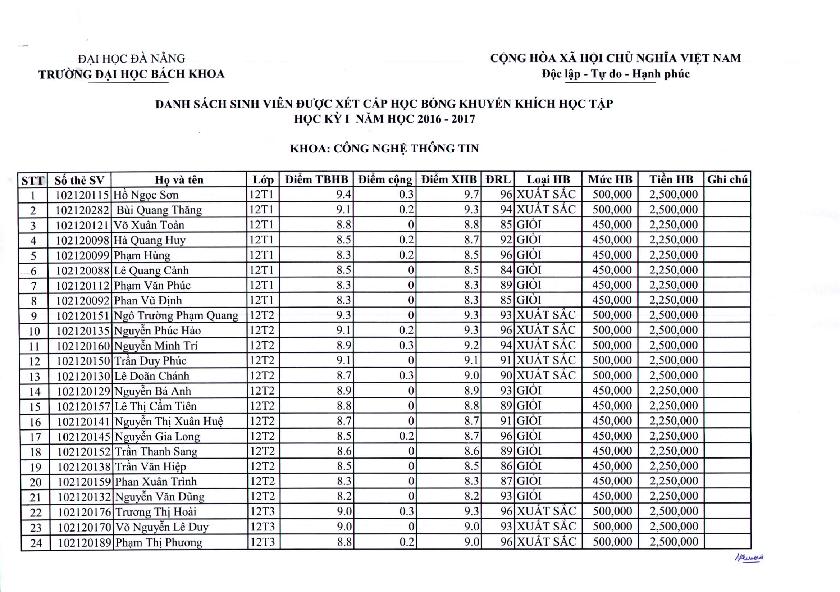 ĐẠI HỌC ĐÀ NẴNG
TRƯỜNG ĐẠI HỌC BÁCH KHOA
CỘNG HÒA XÃ HỘI CHỦ NGHĨA VIỆT NAM
Độc lập - Tự do - Hạnh phúc
DANH SÁCH SINH VIÊN ĐƯỢC XÉT CẤP HỌC BỔNG KHUYẾN KHÍCH HỌC TẬP
HỌC KỲ I NĂM HỌC 2016 - 2017
KHOA: CÔNG NGHỆ THÔNG TIN
STT Số thẻ SV Họ và tên Lớp Điểm TBHB Điểm cộng Điểm XHB ĐRL Loại HB Mức HB Tiền HB Ghi chú
1 102120115 Hồ Ngọc Sơn 12T1 9.4 0.3 9.7 96 XUẤT SẮC 500,000 2,500,000
2 102120282 Bùi Quang Thắng 12T1 9.1 0.2 9.3 94 XUẤT SẮC 500,000 2,500,000
3 102120121 Võ Xuân Toàn 12T1 8.8 0 8.8 85 GIỎI 450,000 2,250,000
4 102120098 Hà Quang Huy 12T1 8.5 0.2 8.7 92 GIỎI 450,000 2,250,000
5 102120099 Phạm Hùng 12T1 8.3 0.2 8.5 96 GIỎI 450,000 2,250,000
6 102120088 Lê Quang Cảnh 12T1 8.5 0 8.5 84 GIỎI 450,000 2,250,000
7 102120112 Phạm Văn Phúc 12T1 8.3 0 8.3 89 GIỎI 450,000 2,250,000
8 102120092 Phan Vũ Định 12T1 8.3 0 8.3 85 GIỎI 450,000 2,250,000
9 102120151 Ngô Trường Phạm Quang 12T2 9.3 0 9.3 93 XUẤT SẮC 500,000 2,500,000
10 102120135 Nguyễn Phúc Hảo 12T2 9.1 0.2 9.3 96 XUẤT SẮC 500,000 2,500,000
11 102120160 Nguyễn Minh Trí 12T2 8.9 0.3 9.2 94 XUẤT SẮC 500,000 2,500,000
12 102120150 Trần Duy Phúc 12T2 9.1 0 9.1 91 XUẤT SẮC 500,000 2,500,000
13 102120130 Lê Doãn Chánh 12T2 8.7 0.3 9.0 90 XUẤT SẮC 500,000 2,500,000
14 102120129 Nguyễn Bá Anh 12T2 8.9 0 8.9 93 GIỎI 450,000 2,250,000
15 102120157 Lê Thị Cẩm Tiên 12T2 8.8 0 8.8 89 GIỎI 450,000 2,250,000
16 102120141 Nguyễn Thị Xuân Huệ 12T2 8.7 0 8.7 91 GIỎI 450,000 2,250,000
17 102120145 Nguyễn Gia Long 12T2 8.5 0.2 8.7 96 GIỎI 450,000 2,250,000
18 102120152 Trần Thanh Sang 12T2 8.6 0 8.6 89 GIỎI 450,000 2,250,000
19 102120138 Trần Văn Hiệp 12T2 8.5 0 8.5 86 GIỎI 450,000 2,250,000
20 102120159 Phan Xuân Trình 12T2 8.3 0 8.3 87 GIỎI 450,000 2,250,000
21 102120132 Nguyễn Văn Dũng 12T2 8.2 0 8.2 93 GIỎI 450,000 2,250,000
22 102120176 Trương Thị Hoài 12T3 9.0 0.3 9.3 96 XUẤT SẮC 500,000 2,500,000
23 102120170 Võ Nguyễn Lê Duy 12T3 9.0 0 9.0 93 XUẤT SẮC 500,000 2,500,000
24 102120189 Phạm Thị Phương 12T3 8.8 0.2 9.0 96 XUẤT SẮC 500,000 2,500,000